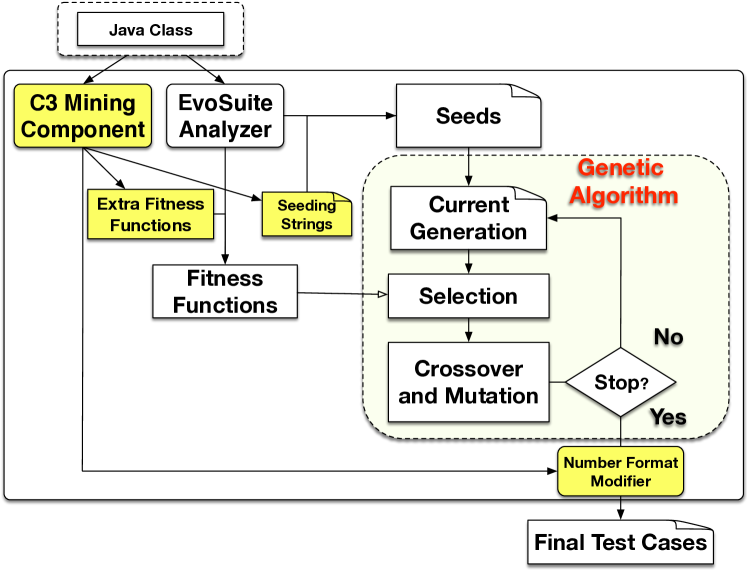 Java Class
C3 Mining
Component
EvoSuite
Analyzer
Seeds
Genetic
Algorithm
Extra Fitness
Functions
Seeding
Strings
Current
Generation
Fitness
Functions
Selection
No
Crossover
and Mutation
Stop?
Yes
Number Format
Modifier
Final Test Cases